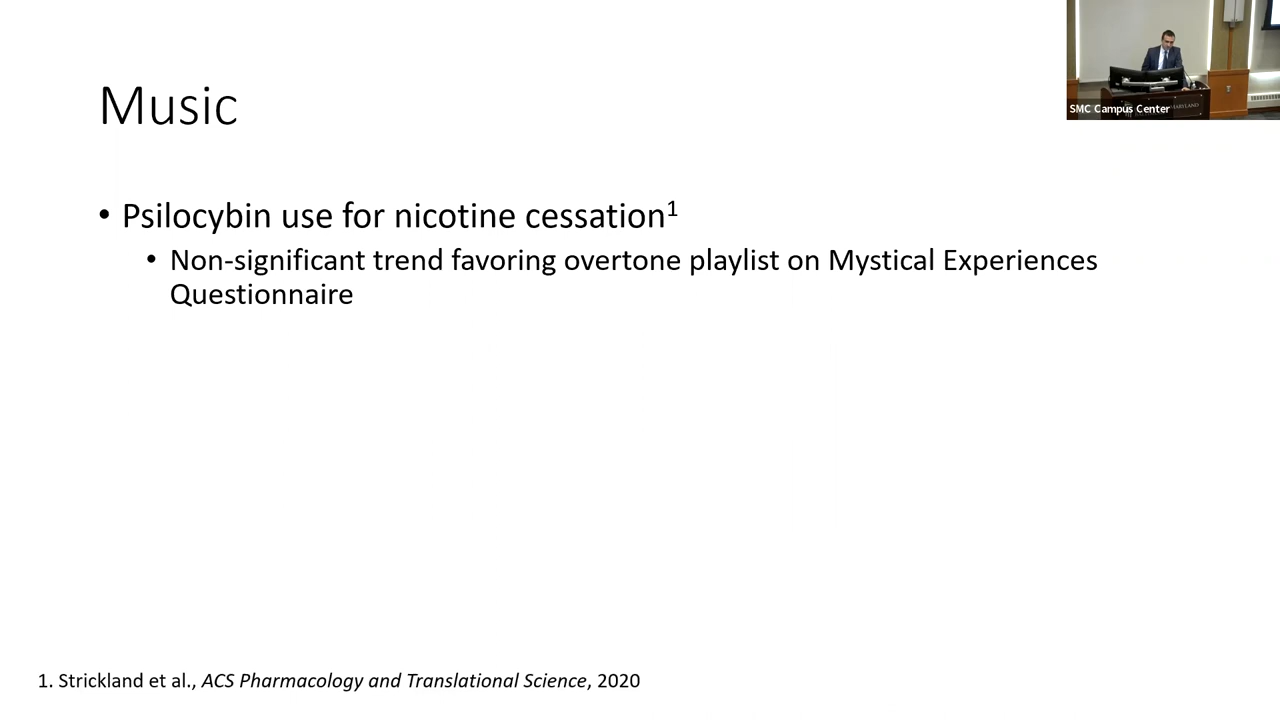 Music
SMC Campus Center
MARYLAND
• Psilocybin use for nicotine cessation¹
• Non-significant trend favoring overtone playlist on Mystical Experiences
Questionnaire
1. Strickland et al., ACS Pharmacology and Translational Science, 2020